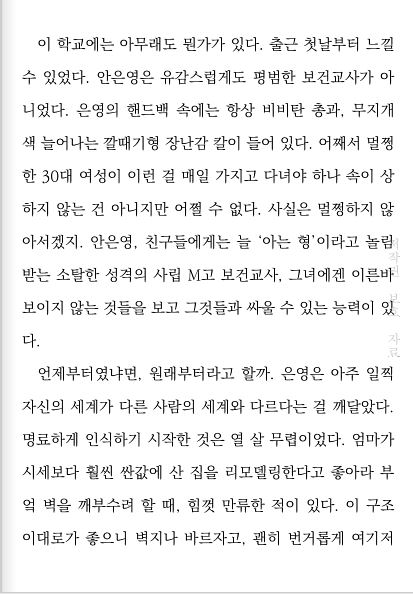 이 학교에는 아무래도 뭔가가 있다. 출근 첫날부터 느낄
수 있었다. 안은영은 유감스럽게도 평범한 보건교사가 아
니었다. 은영의 핸드백 속에는 항상 비비탄 총과, 무지개
색 늘어나는 깔때기형 장난감 칼이 들어 있다. 어째서 멀쩡
한 30대 여성이 이런 걸 매일 가지고 다녀야 하나 속이 상
하지 않는 건 아니지만 어쩔 수 없다. 사실은 멀쩡하지 않
아서겠지. 안은영, 친구들에게는 늘 ‘아는 형’이라고 놀림
받는 소탈한 성격의 사립 M고 보건교사, 그녀에겐 이른바
보이지 않는 것들을 보고 그것들과 싸울 수 있는 능력이 있
다.
언제부터였냐면, 원래부터라고 할까. 은영은 아주 일찍
자신의 세계가 다른 사람의 세계와 다르다는 걸 깨달았다.
명료하게 인식하기 시작한 것은 열 살 무렵이었다. 엄마가
시세보다 훨씬 싼값에 산 집을 리모델링한다고 좋아라 부
엌 벽을 깨부수려 할 때, 힘껏 만류한 적이 있다. 이 구조
이대로가 좋으니 벽지나 바르자고, 괜히 번거롭게 여기저
자료